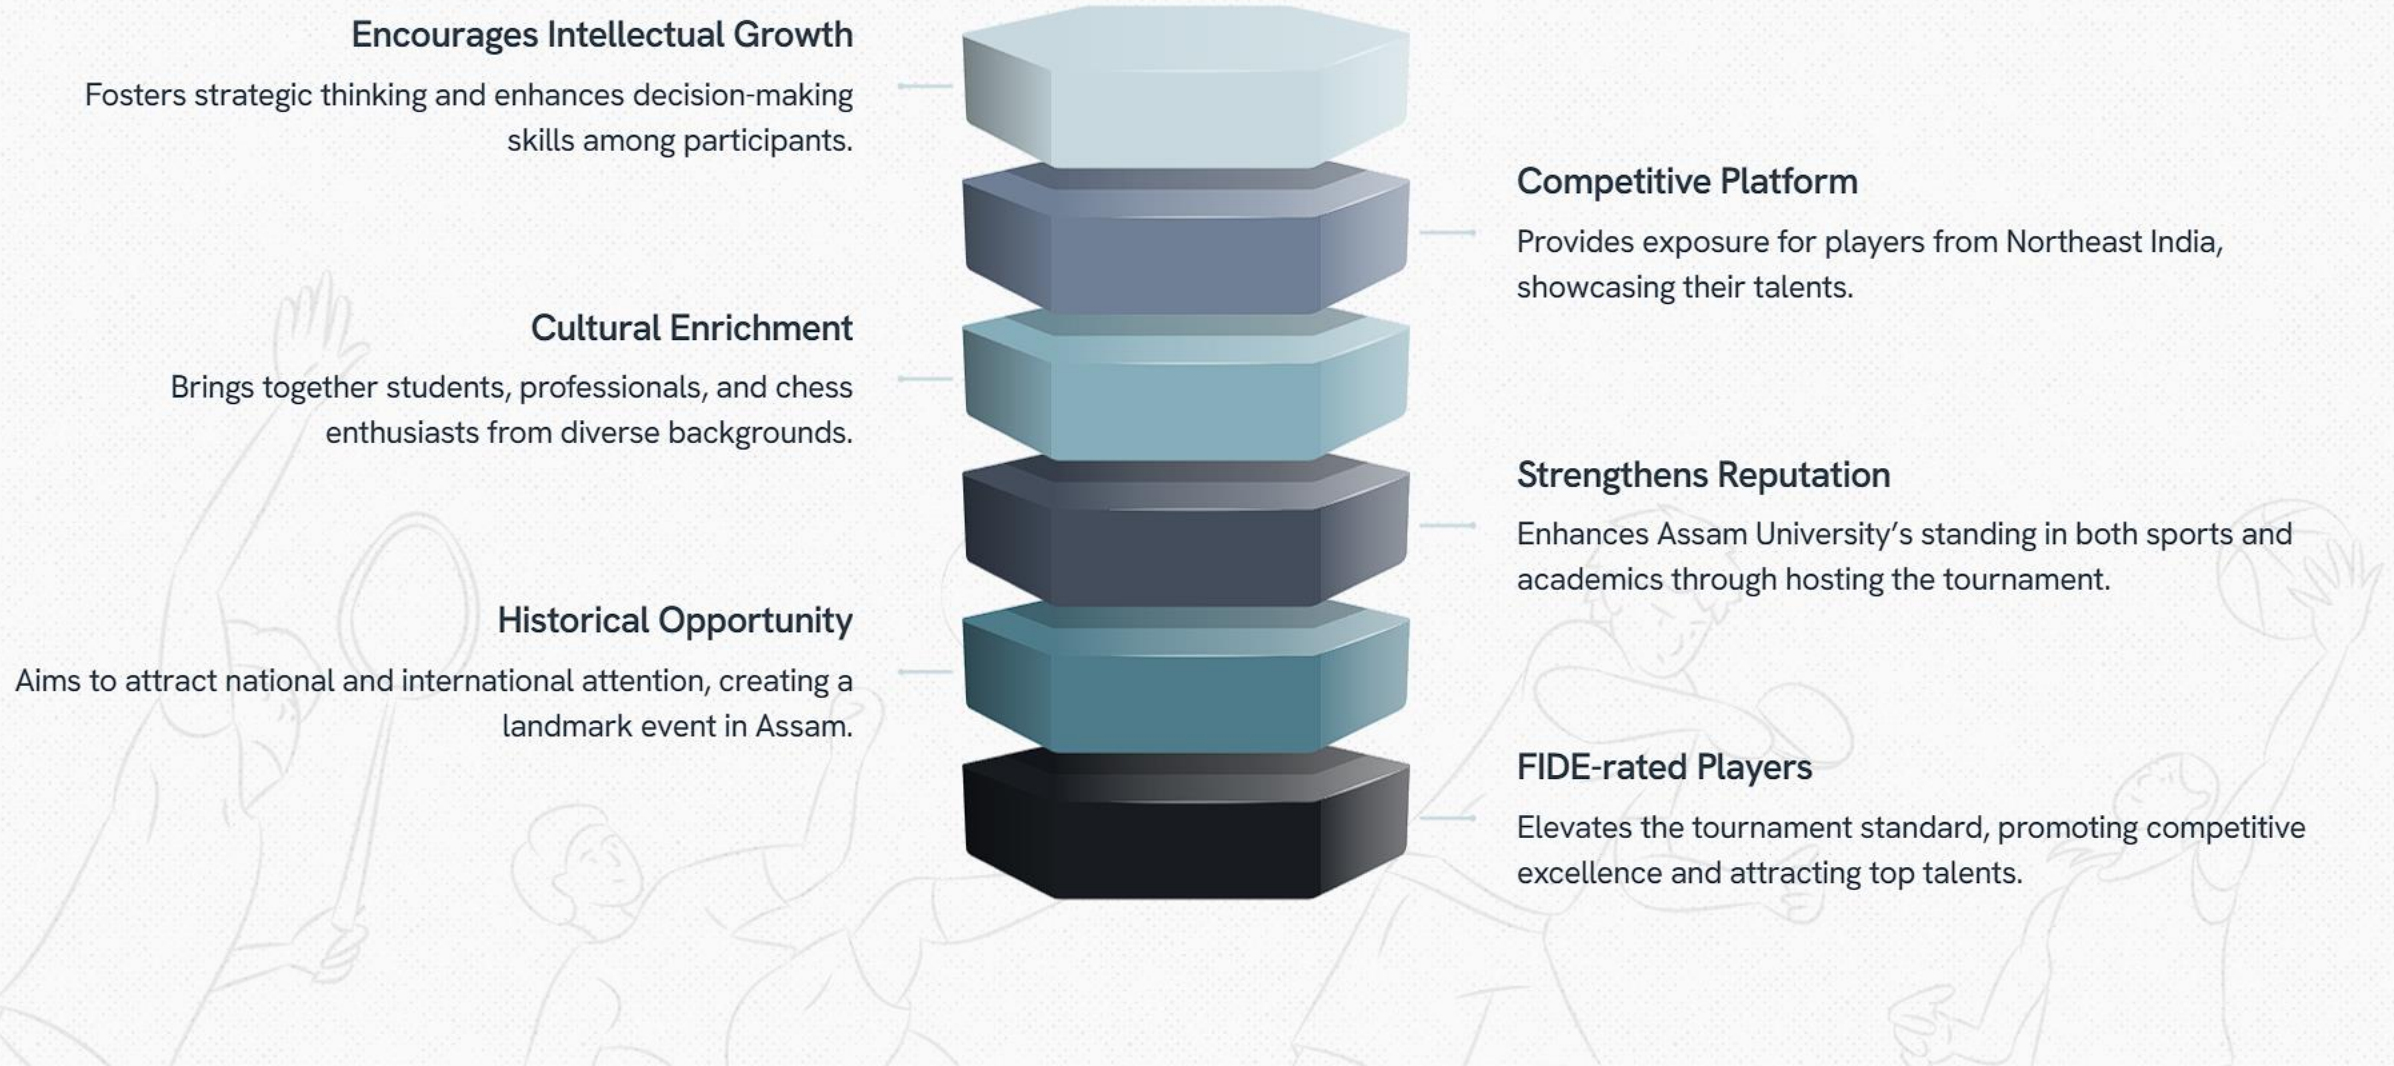 Encourages Intellectual Growth
Fosters strategic thinking and enhances decision-making
skills among participants.
Competitive Platform
Provides exposure for players from Northeast India,
showcasing their talents.
Cultural Enrichment
Brings together students, professionals, and chess
enthusiasts from diverse backgrounds.
Strengthens Reputation
Enhances Assam University’s standing in both sports and
academics through hosting the tournament.
Historical Opportunity
Aims to attract national and international attention, creating a
landmark event in Assam.
FIDE-rated Players
Elevates the tournament standard, promoting competitive
excellence and attracting top talents.